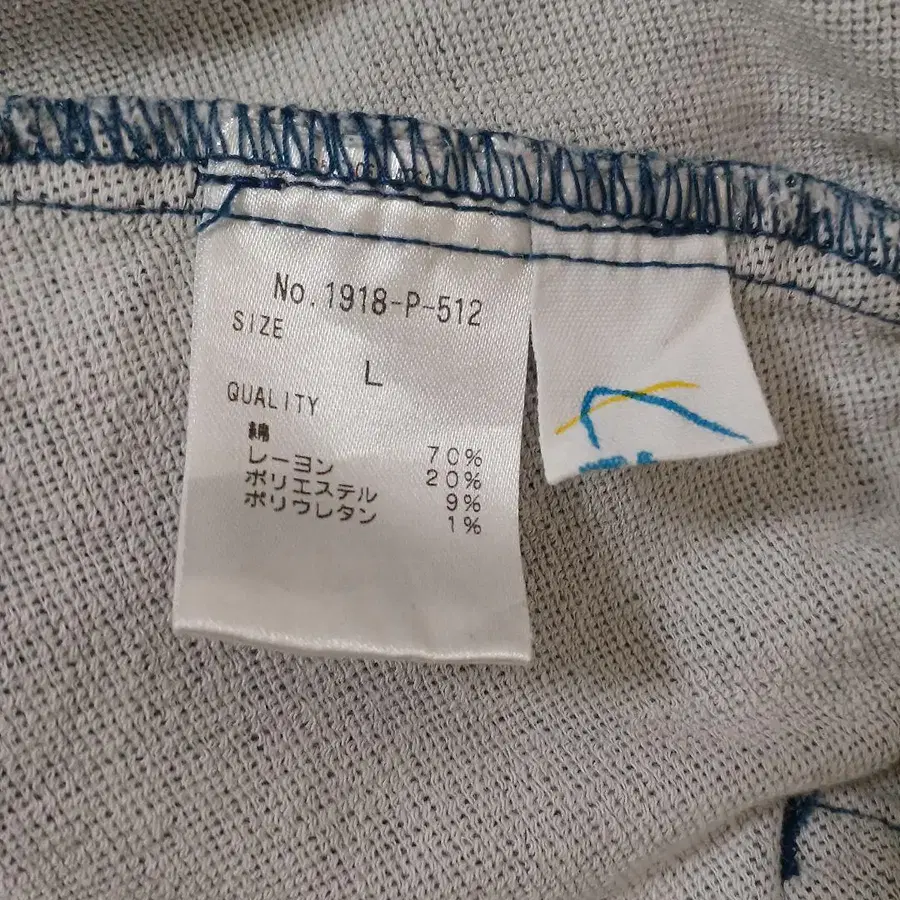 No.1918-P-512
SIZE
L
QUALITY
綿 70%
レーヨン 20%
ポリエステル 9%
ポリウレタン 1%